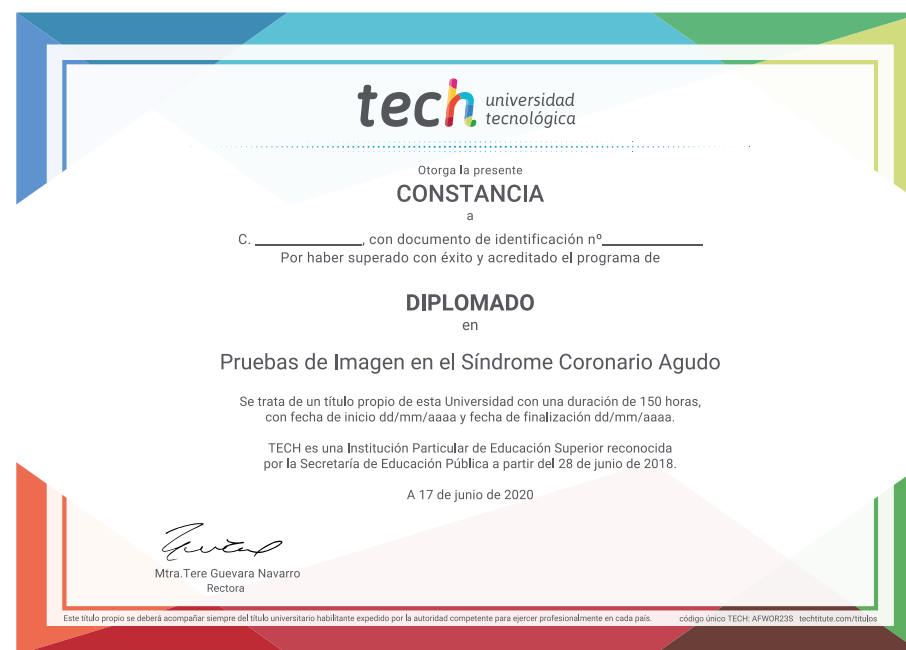 tech universidad
tecnológica
Otorga la presente
CONSTANCIA
a
C. ____________, con documento de identificación nº___________
Por haber superado con éxito y acreditado el programa de
DIPLOMADO
en
Pruebas de Imagen en el Síndrome Coronario Agudo
Se trata de un título propio de esta Universidad con una duración de 150 horas,
con fecha de inicio dd/mm/aaaa y fecha de finalización dd/mm/aaaa.
TECH es una Institución Particular de Educación Superior reconocida
por la Secretaría de Educación Pública a partir del 28 de junio de 2018.
A 17 de junio de 2020
Mtra.Tere Guevara Navarro
Rectora
Este título propio se deberá acompañar siempre del título universitario habilitante expedido por la autoridad competente para ejercer profesionalmente en cada país. código único TECH: AFWOR23S techtitute.com/titulos